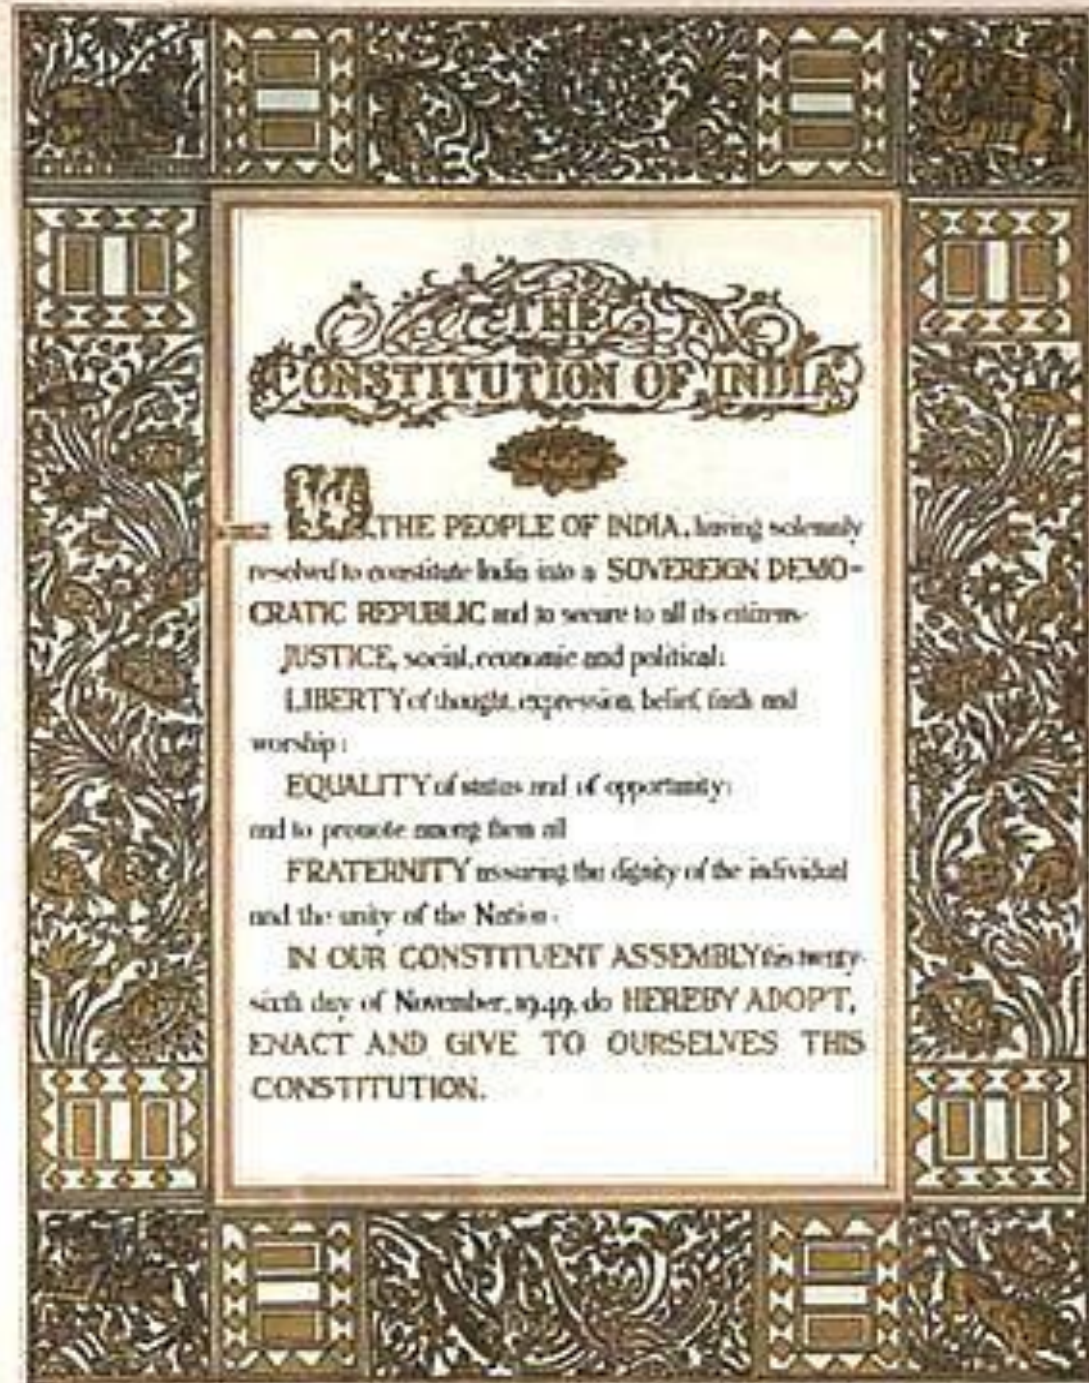 THE
CONSTITUTION OF INDIA
WE, THE PEOPLE OF INDIA, having solemnly
resolved to constitute India into a SOVEREIGN DEMO-
CRATIC REPUBLIC and to secure to all its citizens:
JUSTICE, social, economic and political;
LIBERTY of thought, expression, belief, faith and
worship;
EQUALITY of status and of opportunity;
and to promote among them all
FRATERNITY assuring the dignity of the individual
and the unity of the Nation;
IN OUR CONSTITUENT ASSEMBLY this twenty-
sixth day of November, 1949, do HEREBY ADOPT,
ENACT AND GIVE TO OURSELVES THIS
CONSTITUTION.